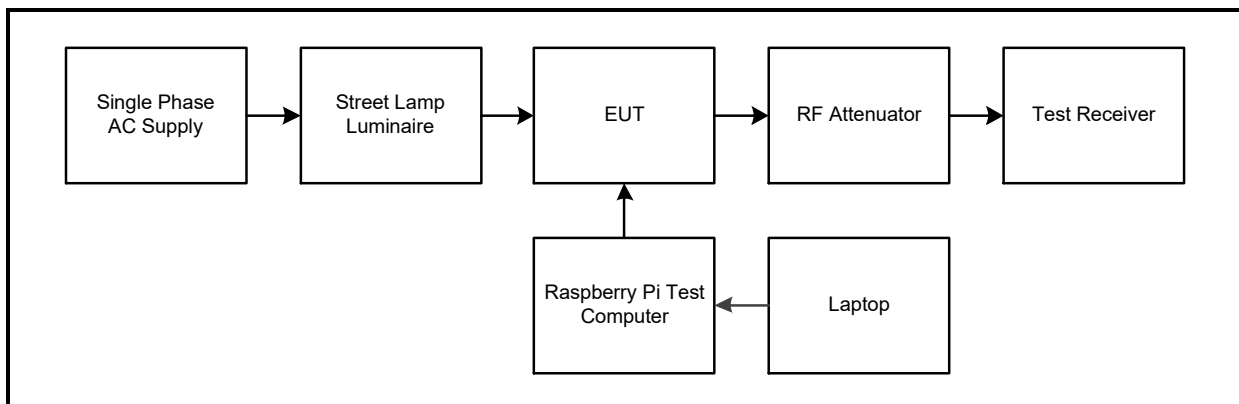 Single Phase
AC Supply
Street Lamp
Luminaire
EUT
RF Attenuator
Test Receiver
Raspberry Pi Test
Computer
Laptop